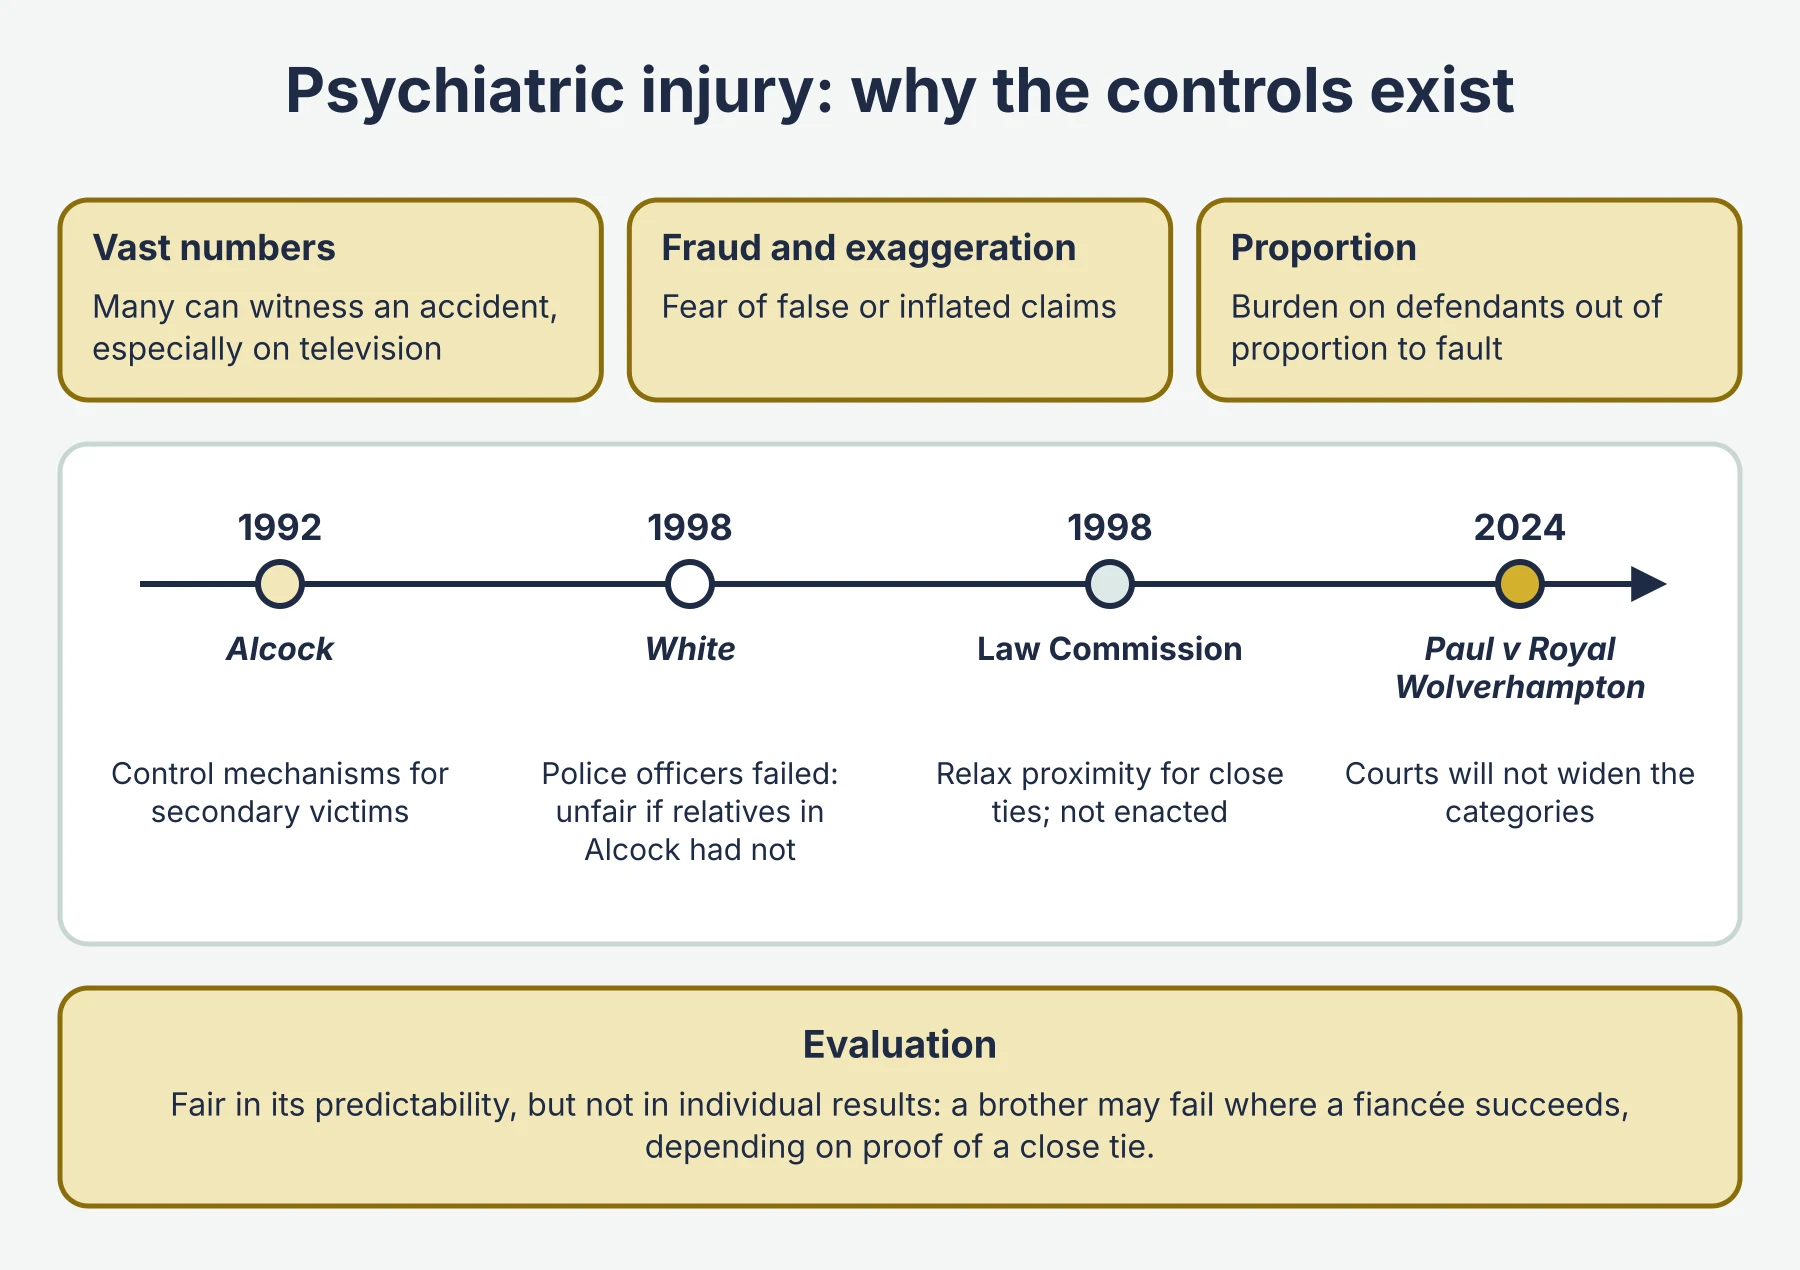 Psychiatric injury: why the controls exist
Vast numbers
Many can witness an accident,
especially on television
Fraud and exaggeration
Fear of false or inflated claims
Proportion
Burden on defendants out of
proportion to fault
1992
Alcock
Control mechanisms for
secondary victims
1998
White
Police officers failed:
unfair if relatives in
Alcock had not
1998
Law Commission
Relax proximity for close
ties; not enacted
2024
Paul v Royal
Wolverhampton
Courts will not widen the
categories
Evaluation
Fair in its predictability, but not in individual results: a brother may fail where a fiancée succeeds,
depending on proof of a close tie.